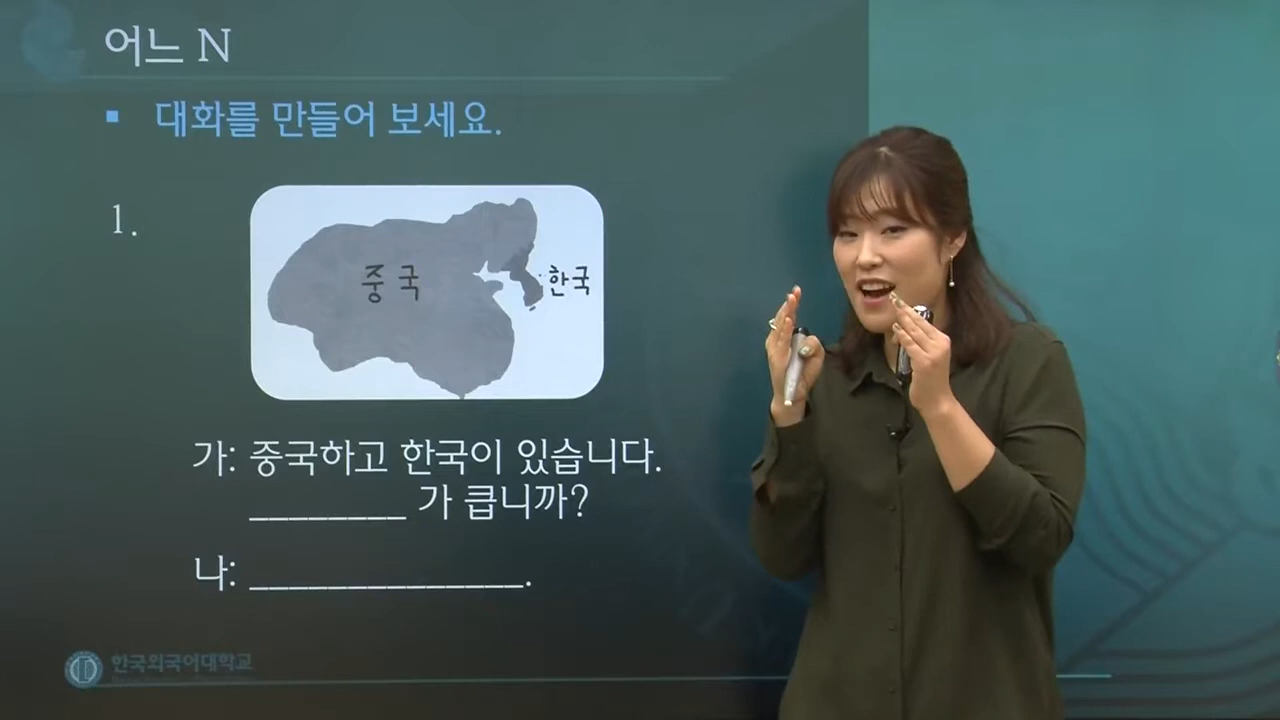 어느 N
▪ 대화를 만들어 보세요.
1.
중국
한국
가: 중국하고 한국이 있습니다.
________ 가 큽니까?
나: ______________.
한국외국어대학교